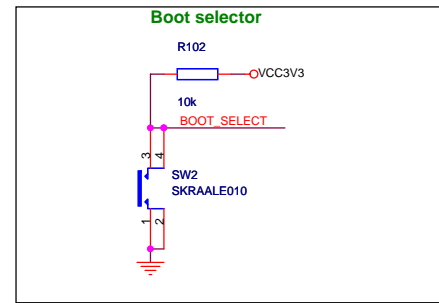 Boot selector
R102
VCC3V3
10k
BOOT_SELECT
3
4
SW2
SKRAALE010
1
2